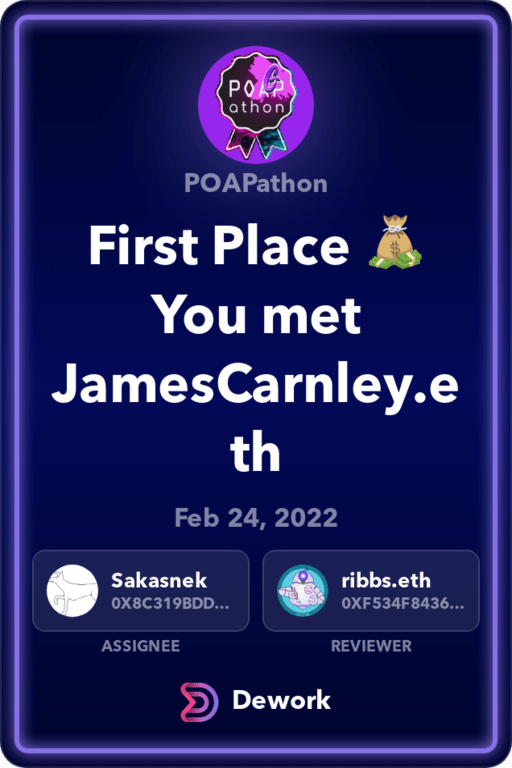 POAP
athon
POAPathon
First Place 💰
You met
JamesCarnley.e
th
Feb 24, 2022
Sakasnek
0X8C319BDD...
ASSIGNEE
ribbs.eth
0XF534F8436...
REVIEWER
Dework